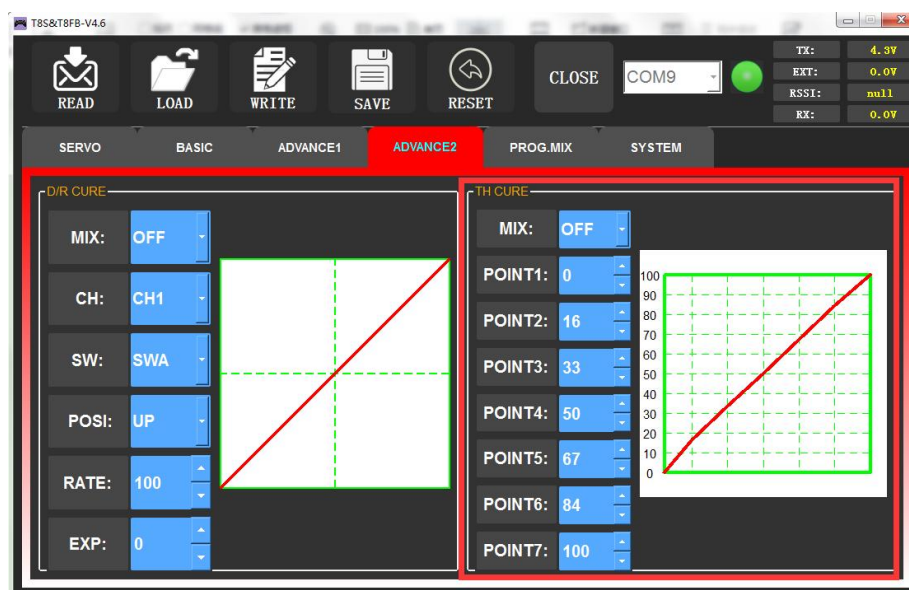 T8S&T8FB-V4.6
READ
LOAD
WRITE
SAVE
RESET
CLOSE
COM9
TX: 4.3V
EXT: 0.0V
RSSI: null
RX: 0.0V
SERVO
BASIC
ADVANCE1
ADVANCE2
PROG.MIX
SYSTEM
D/R CURE
MIX: OFF
CH: CH1
SW: SWA
POSI: UP
RATE: 100
EXP: 0
TH CURE
MIX: OFF
POINT1: 0
POINT2: 16
POINT3: 33
POINT4: 50
POINT5: 67
POINT6: 84
POINT7: 100
100
90
80
70
60
50
40
30
20
10
0